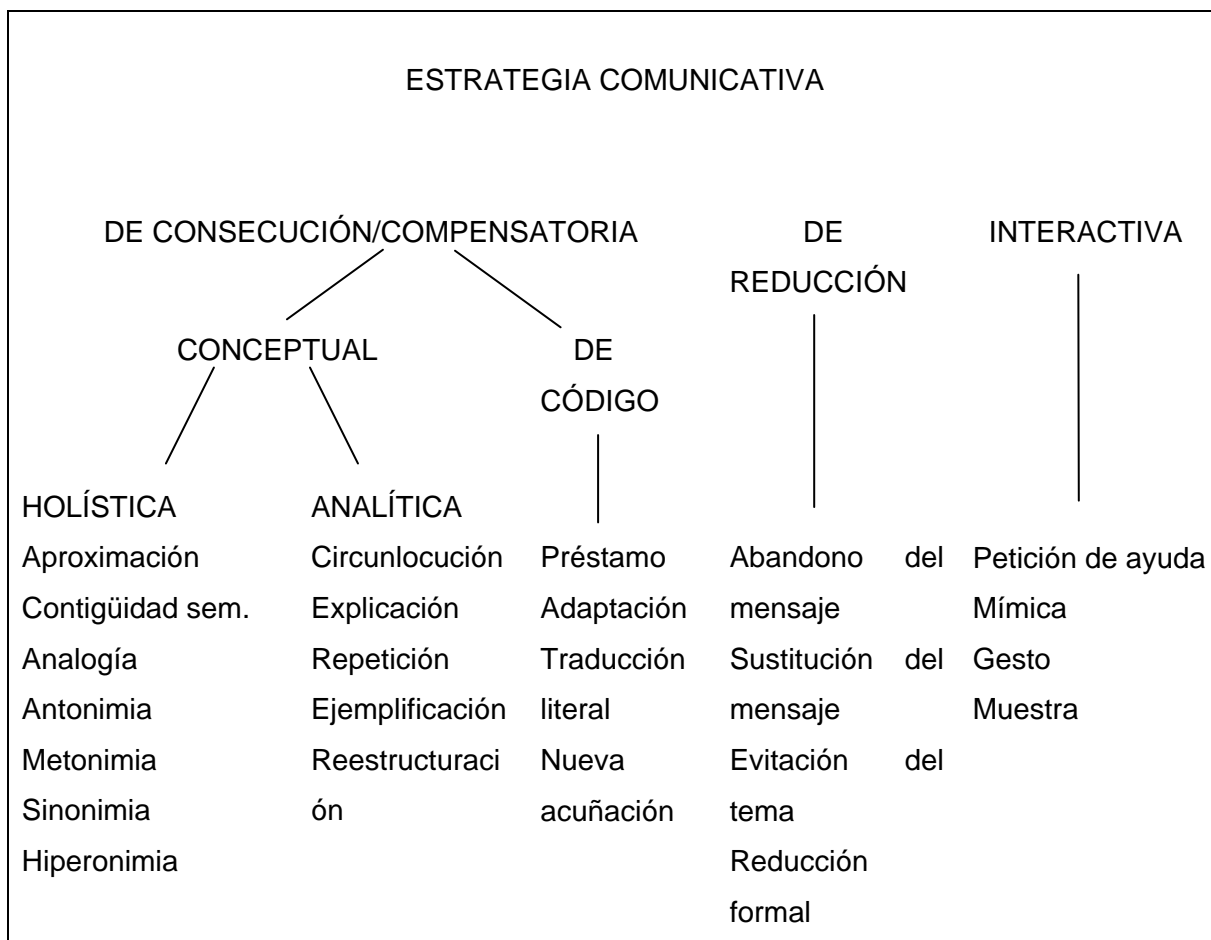 ESTRATEGIA COMUNICATIVA
DE CONSECUCIÓN/COMPENSATORIA
DE
REDUCCIÓN
INTERACTIVA
CONCEPTUAL
DE
CÓDIGO
HOLÍSTICA
Aproximación
Contigüidad sem.
Analogía
Antonimia
Metonimia
Sinonimia
Hiperonimia
ANALÍTICA
Circunlocución
Explicación
Repetición
Ejemplificación
Reestructuraci
ón
Préstamo
Adaptación
Traducción
literal
Nueva
acuñación
Abandono del
mensaje
Sustitución del
mensaje
Evitación del
tema
Reducción
formal
Petición de ayuda
Mímica
Gesto
Muestra